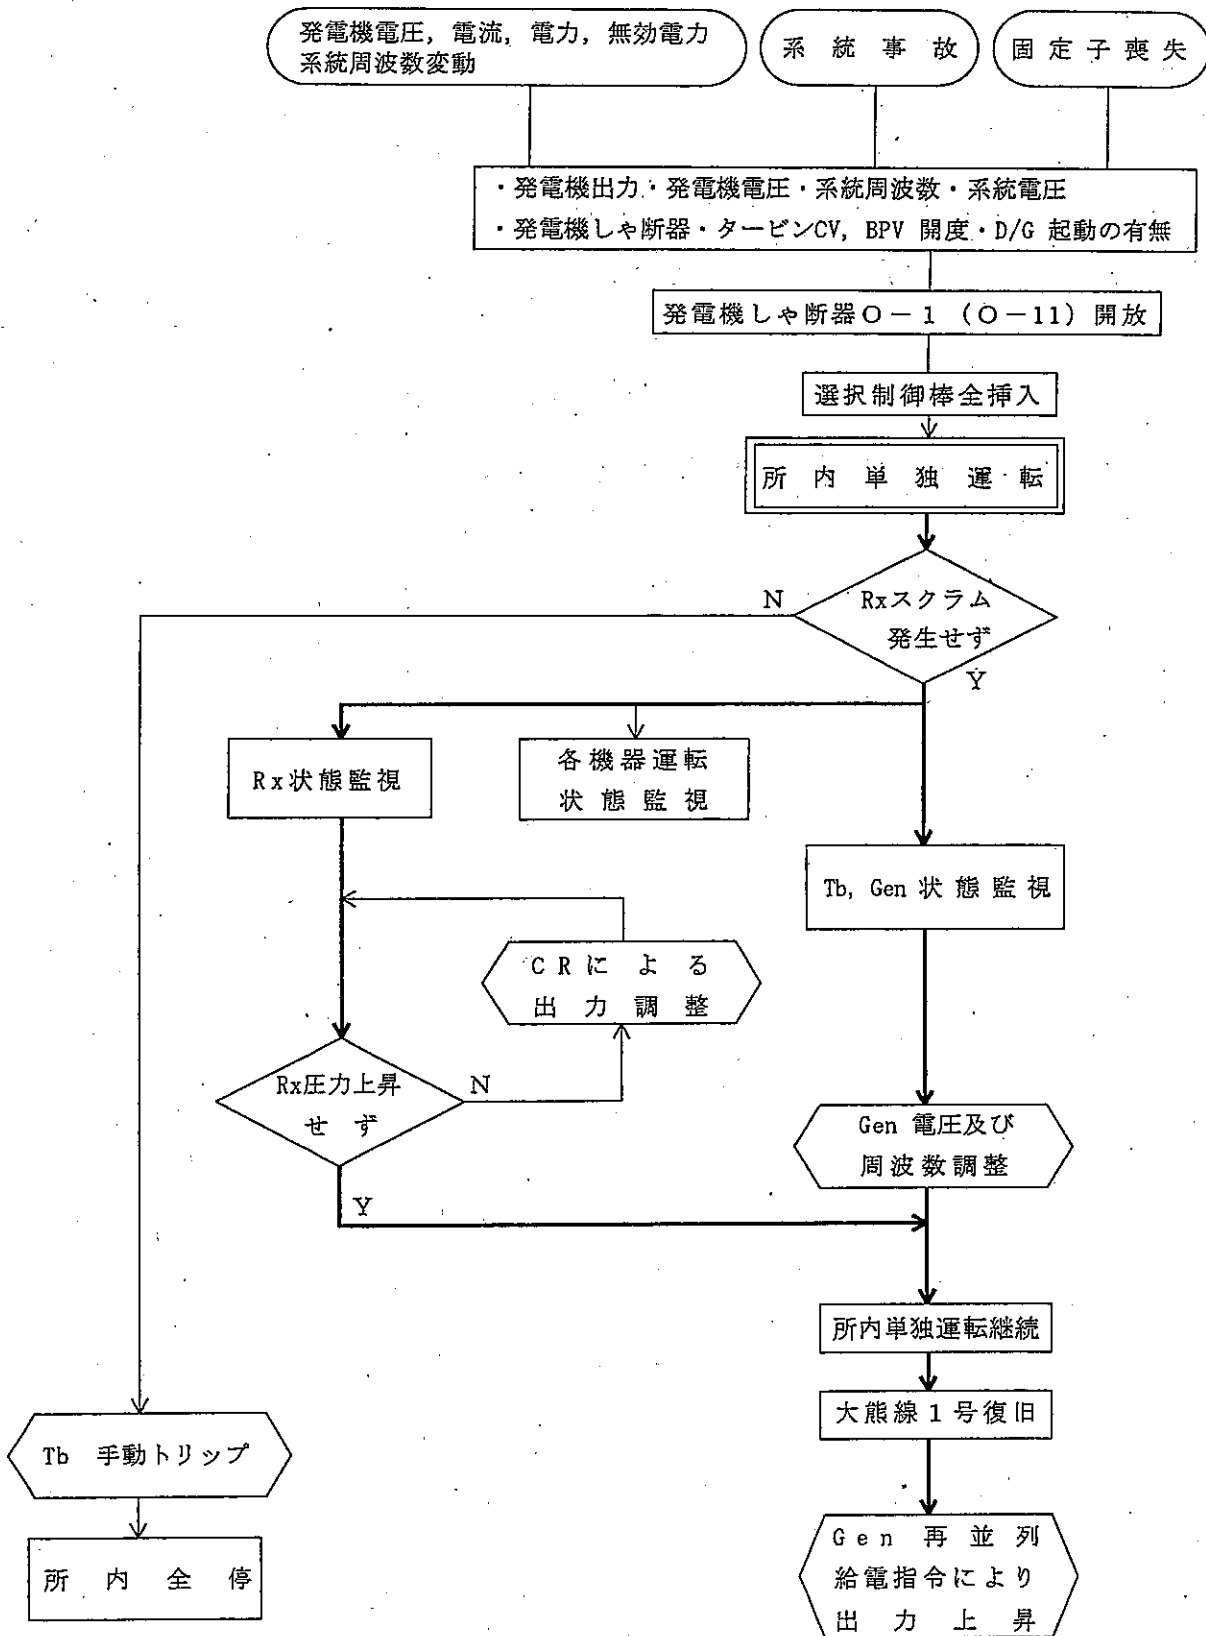 発電機電圧, 電流, 電力, 無効電力
系統周波数変動
系統事故
固定子喪失
・発電機出力・発電機電圧・系統周波数・系統電圧
・発電機しゃ断器・タービンCV, BPV 開度・D/G 起動の有無
発電機しゃ断器O-1 (O-11) 開放
選択制御棒全挿入
所内単独運転
Rxスクラム
発生せず
N
Y
Rx状態監視
各機器運転
状態監視
Tb, Gen 状態監視
CRによる
出力調整
Rx圧力上昇
せず
N
Y
Gen 電圧及び
周波数調整
所内単独運転継続
大熊線1号復旧
Tb 手動トリップ
所内全停
Gen 再並列
給電指令により
出力上昇